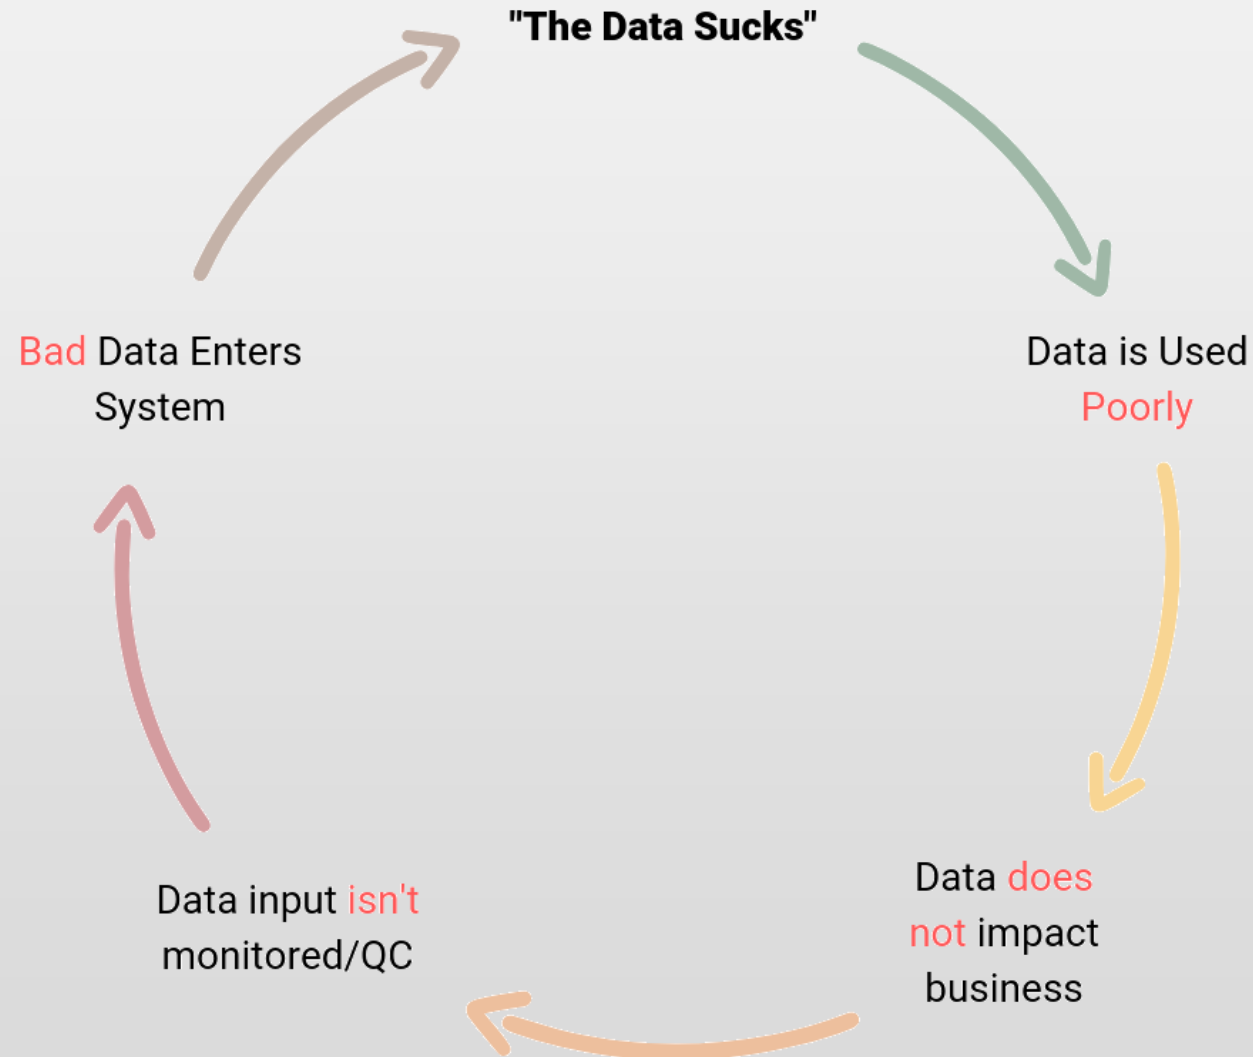 "The Data Sucks"
Data is Used
Poorly
Data does
not impact
business
Data input isn't
monitored/QC
Bad Data Enters
System